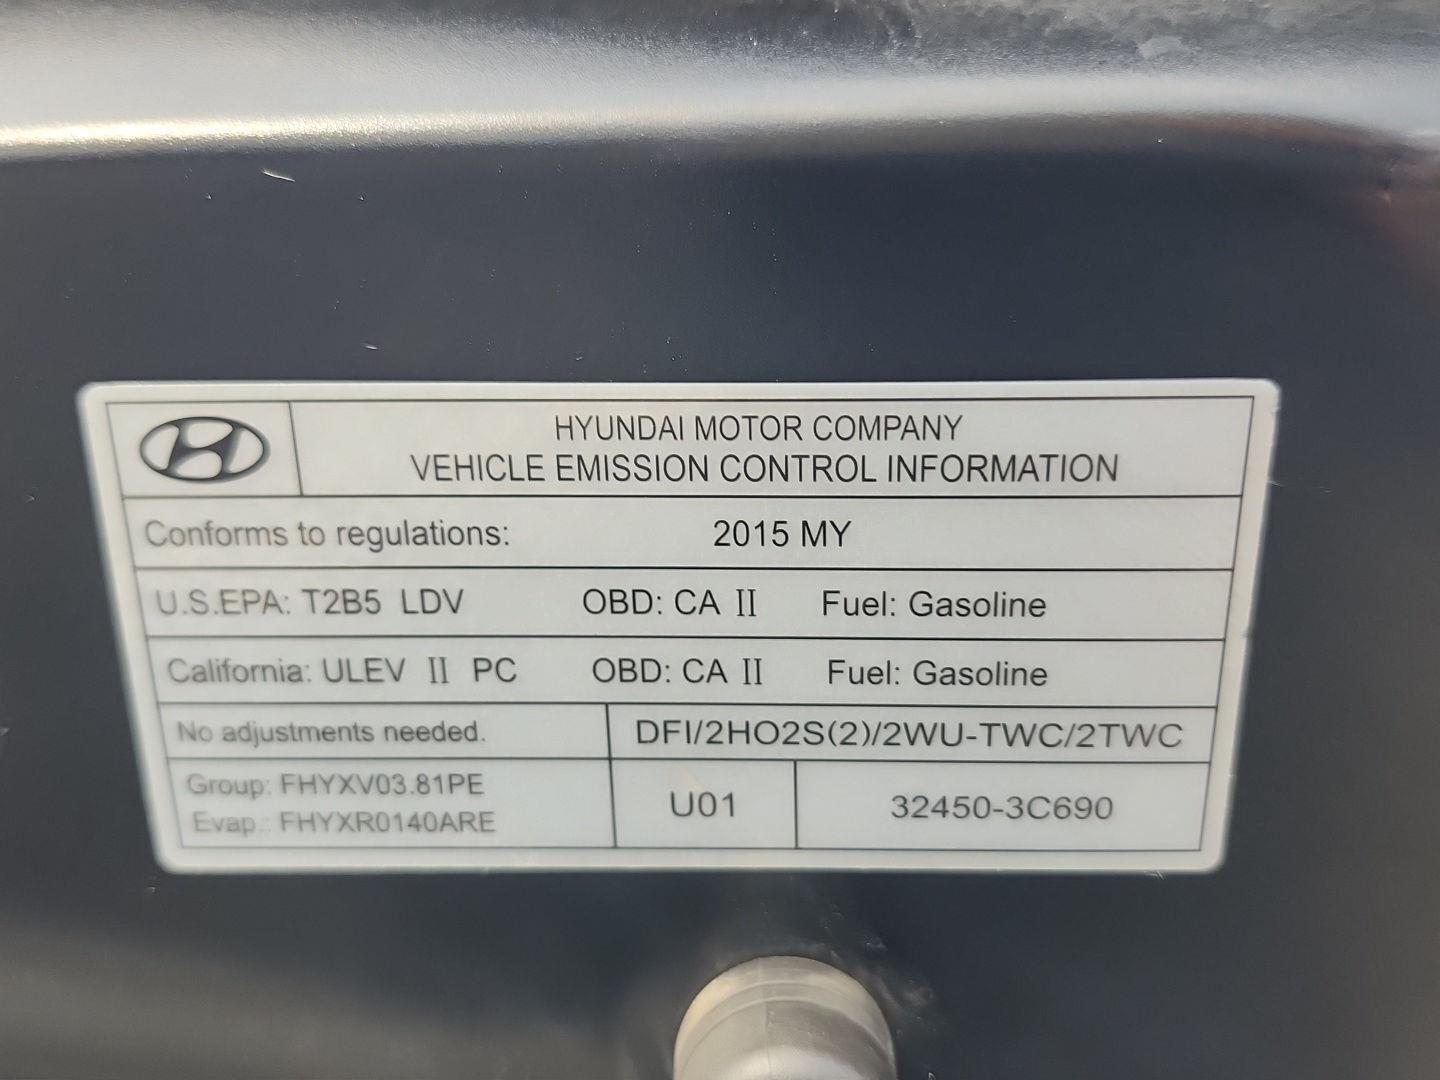 HYUNDAI MOTOR COMPANY
VEHICLE EMISSION CONTROL INFORMATION
Conforms to regulations: 2015 MY
U.S.EPA: T2B5 LDV OBD: CA II Fuel: Gasoline
California: ULEV II PC OBD: CA II Fuel: Gasoline
No adjustments needed. DFI/2HO2S(2)/2WU-TWC/2TWC
Group: FHYXV03.81PE
Evap.: FHYXR0140ARE
U01 32450-3C690